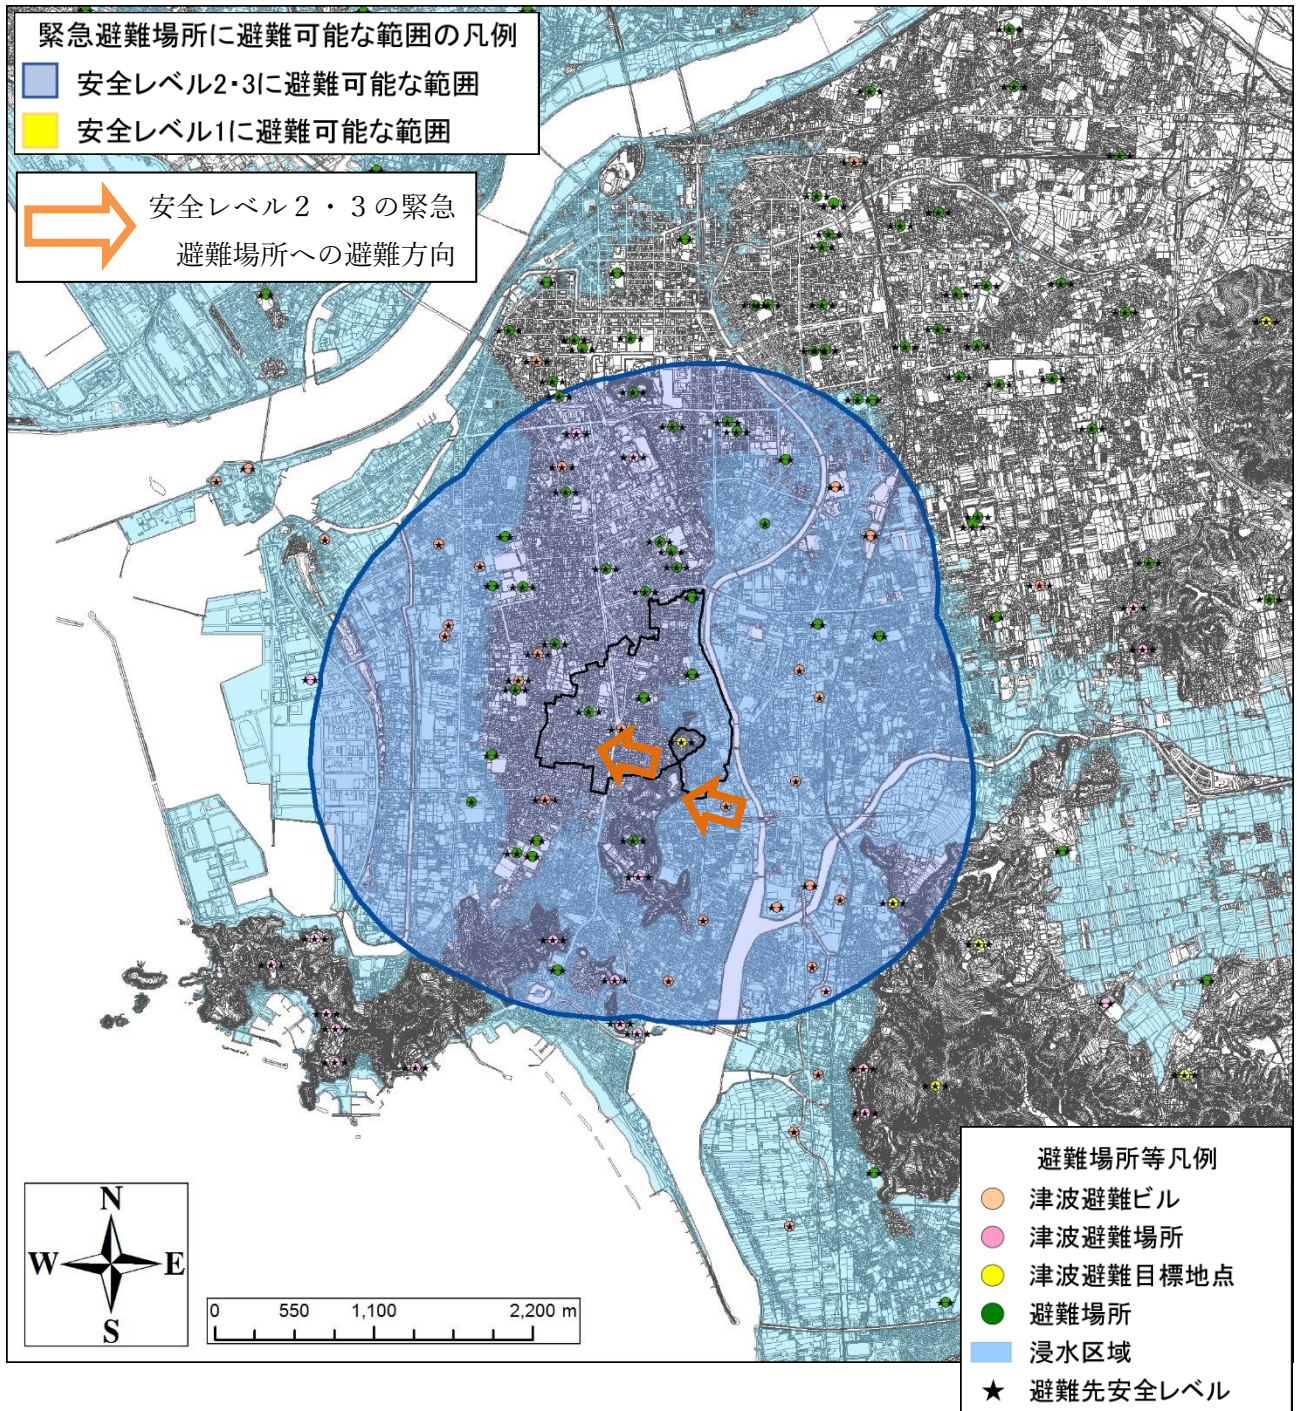 緊急避難場所に避難可能な範囲の凡例
安全レベル2・3に避難可能な範囲
安全レベル1に避難可能な範囲
安全レベル２・３の緊急
避難場所への避難方向
N
W E
S
0 550 1,100 2,200 m
避難場所等凡例
津波避難ビル
津波避難場所
津波避難目標地点
避難場所
浸水区域
★ 避難先安全レベル